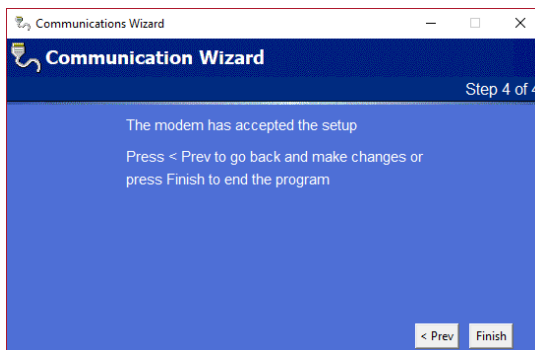 Communications Wizard
Communication Wizard
Step 4 of 4
The modem has accepted the setup
Press < Prev to go back and make changes or
press Finish to end the program
< Prev Finish